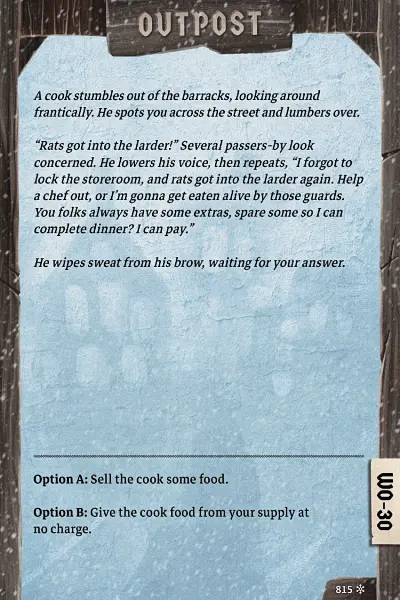 OUTPOST
A cook stumbles out of the barracks, looking around
frantically. He spots you across the street and lumbers over.
“Rats got into the larder!” Several passers-by look
concerned. He lowers his voice, then repeats, “I forgot to
lock the storeroom, and rats got into the larder again. Help
a chef out, or I’m gonna get eaten alive by those guards.
You folks always have some extras, spare some so I can
complete dinner? I can pay.”
He wipes sweat from his brow, waiting for your answer.
Option A: Sell the cook some food.
Option B: Give the cook food from your supply at
no charge.
WO-30
815